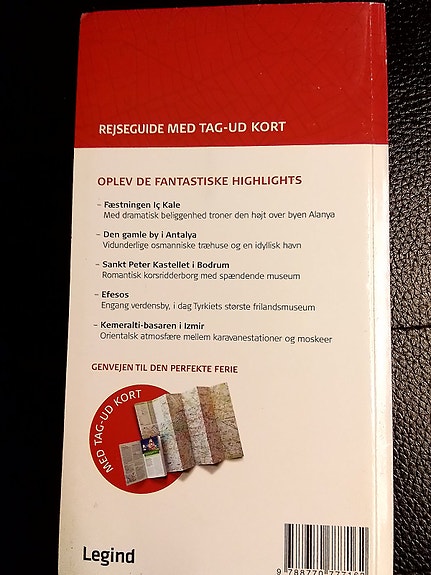 REJSEGUIDE MED TAG-UD KORT
OPLEV DE FANTASTISKE HIGHLIGHTS
– Fæstningen Iç Kale
Med dramatisk beliggenhed troner den højt over byen Alanya
– Den gamle by i Antalya
Vidunderlige osmanniske træhuse og en idyllisk havn
– Sankt Peter Kastellet i Bodrum
Romantisk korsridderborg med spændende museum
– Efesos
Engang verdensby, i dag Tyrkiets største frilandsmuseum
– Kemeralti-basaren i Izmir
Orientalsk atmosfære mellem karavanestationer og moskeer
GENVEJEN TIL DEN PERFEKTE FERIE
MED TAG-UD KORT
Legind